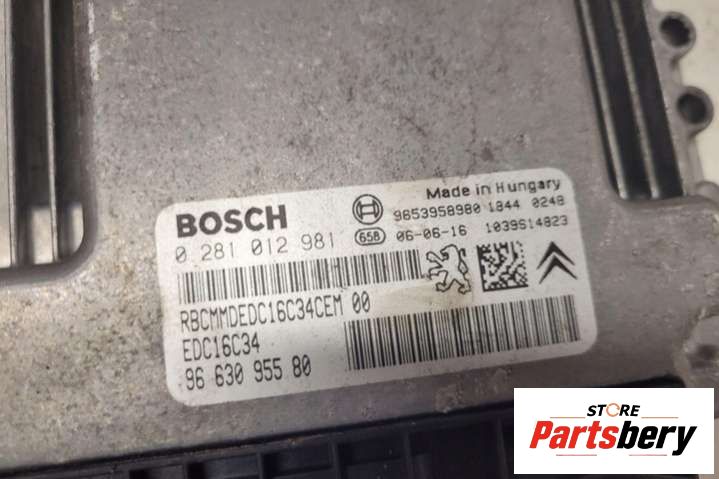 Made in Hungary
BOSCH
9653958980 1844 0248
0 281 012 981
658 06-06-16 1039S14823
RBCMMDEDC16C34CEM 00
EDC16C34
96 630 955 80
STORE
Partsbery